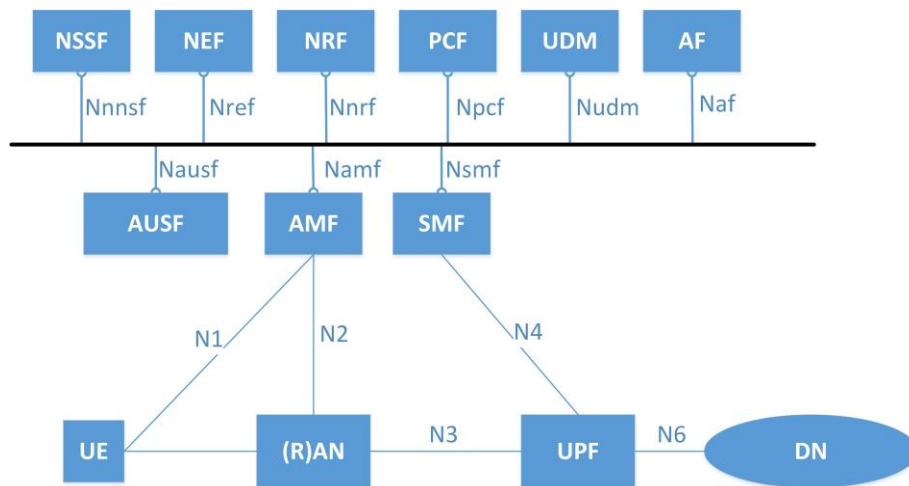 NSSF NEF NRF PCF UDM AF
Nnnsf Nref Nnrf Npcf Nudm Naf
Nausf Namf Nsmf
AUSF AMF SMF
N1 N2 N4
UE (R)AN N3 UPF N6 DN